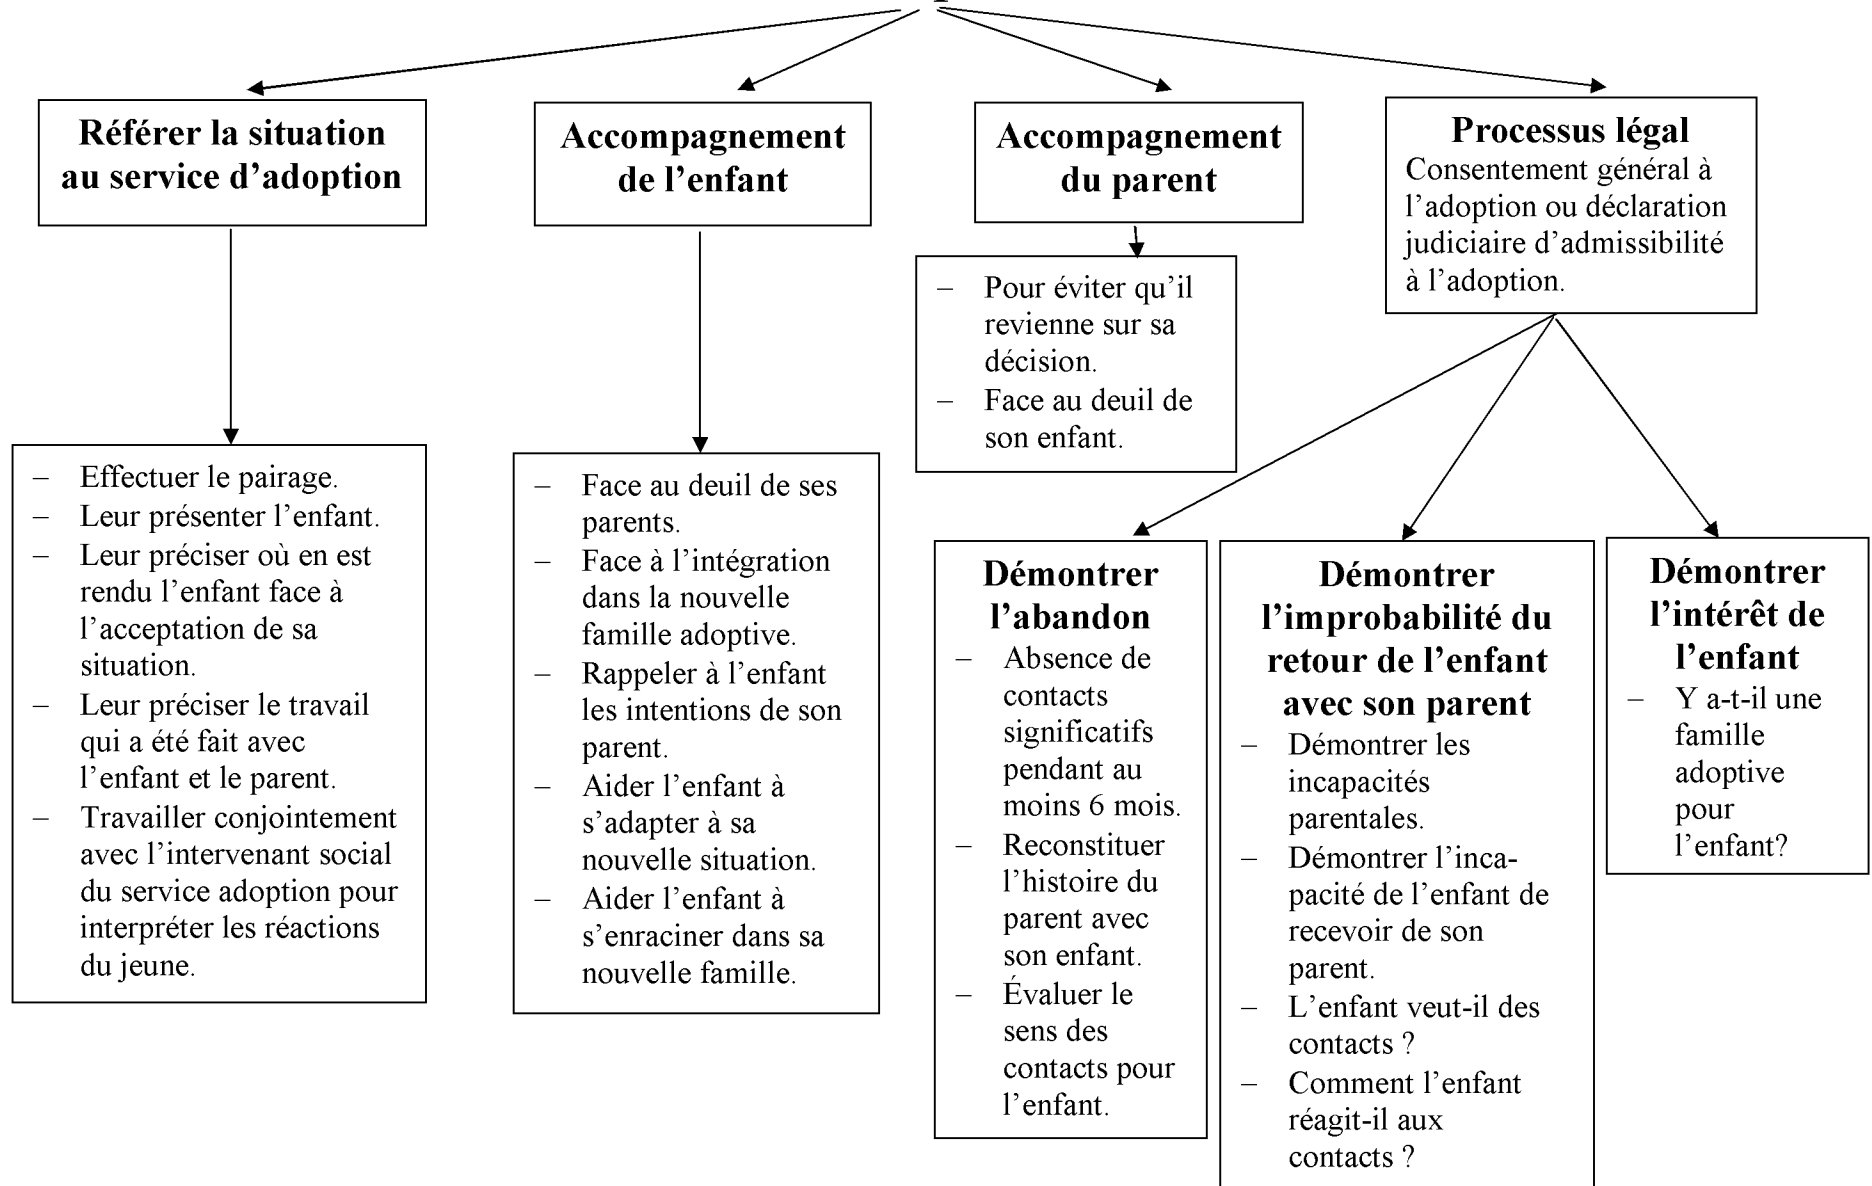 Référer la situation
au service d’adoption
Accompagnement
de l’enfant
Accompagnement
du parent
Processus légal
Consentement général à
l’adoption ou déclaration
judiciaire d’admissibilité
à l’adoption.
– Pour éviter qu’il
revienne sur sa
décision.
– Face au deuil de
son enfant.
– Effectuer le pairage.
– Leur présenter l’enfant.
– Leur préciser où en est
rendu l’enfant face à
l’acceptation de sa
situation.
– Leur préciser le travail
qui a été fait avec
l’enfant et le parent.
– Travailler conjointement
avec l’intervenant social
du service adoption pour
interpréter les réactions
du jeune.
– Face au deuil de ses
parents.
– Face à l’intégration
dans la nouvelle
famille adoptive.
– Rappeler à l’enfant
les intentions de son
parent.
– Aider l’enfant à
s’adapter à sa
nouvelle situation.
– Aider l’enfant à
s’enraciner dans sa
nouvelle famille.
Démontrer
l’abandon
– Absence de
contacts
significatifs
pendant au
moins 6 mois.
– Reconstituer
l’histoire du
parent avec
son enfant.
– Évaluer le
sens des
contacts pour
l’enfant.
Démontrer
l’improbabilité du
retour de l’enfant
avec son parent
– Démontrer les
incapacités
parentales.
– Démontrer l’inca-
pacité de l’enfant de
recevoir de son
parent.
– L’enfant veut-il des
contacts ?
– Comment l’enfant
réagit-il aux
contacts ?
Démontrer
l’intérêt de
l’enfant
– Y a-t-il une
famille
adoptive
pour
l’enfant?